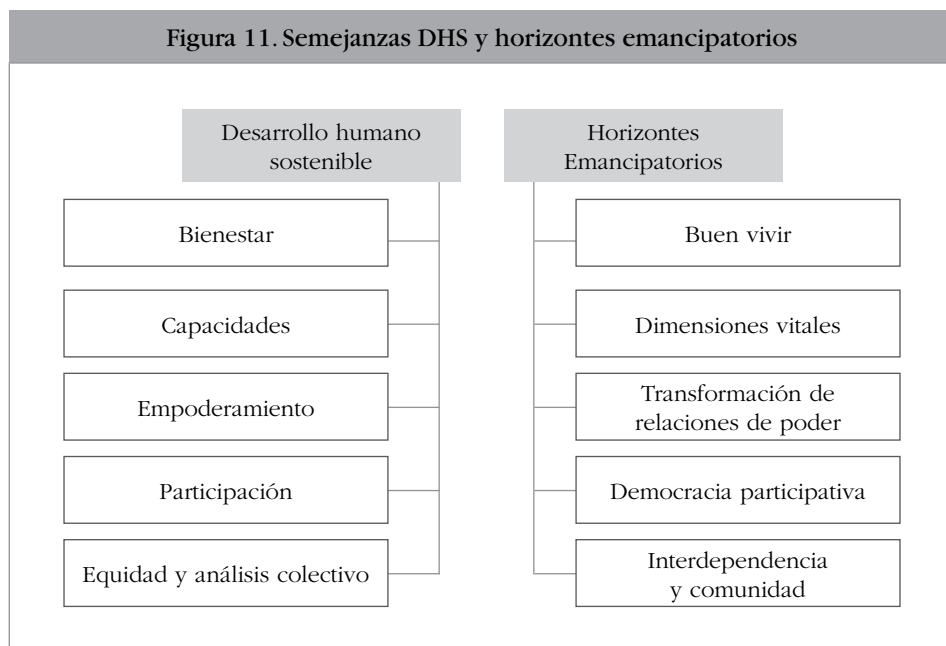 Figura 11. Semejanzas DHS y horizontes emancipatorios
Desarrollo humano
sostenible
Bienestar
Capacidades
Empoderamiento
Participación
Equidad y análisis colectivo
Horizontes
Emancipatorios
Buen vivir
Dimensiones vitales
Transformación de
relaciones de poder
Democracia participativa
Interdependencia
y comunidad